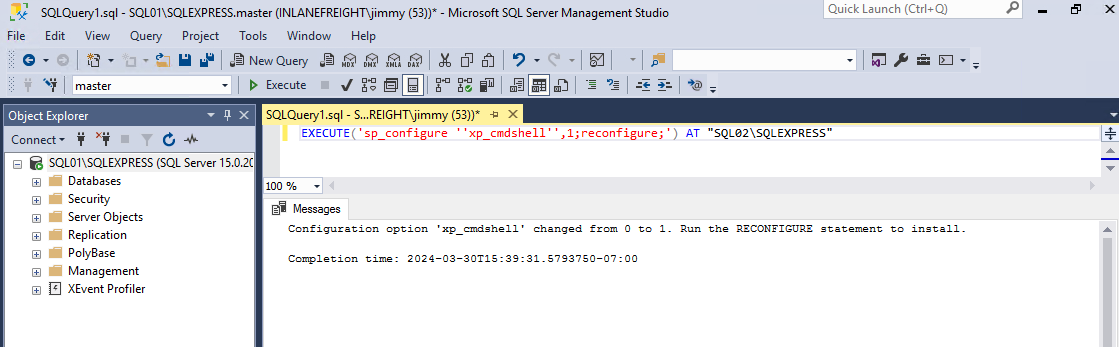 SQLQuery1.sql - SQL01\SQLEXPRESS.master (INLANEFREIGHT\jimmy (53))* - Microsoft SQL Server Management Studio
Quick Launch (Ctrl+Q)
File Edit View Query Project Tools Window Help
New Query MDX DMX XMLA DAX
master Execute
Object Explorer
Connect
SQL01\SQLEXPRESS (SQL Server 15.0.20
Databases
Security
Server Objects
Replication
PolyBase
Management
XEvent Profiler
SQLQuery1.sql - S...REIGHT\jimmy (53))*
EXECUTE('sp_configure ''xp_cmdshell'',1;reconfigure;') AT "SQL02\SQLEXPRESS"
100 %
Messages
Configuration option 'xp_cmdshell' changed from 0 to 1. Run the RECONFIGURE statement to install.
Completion time: 2024-03-30T15:39:31.5793750-07:00